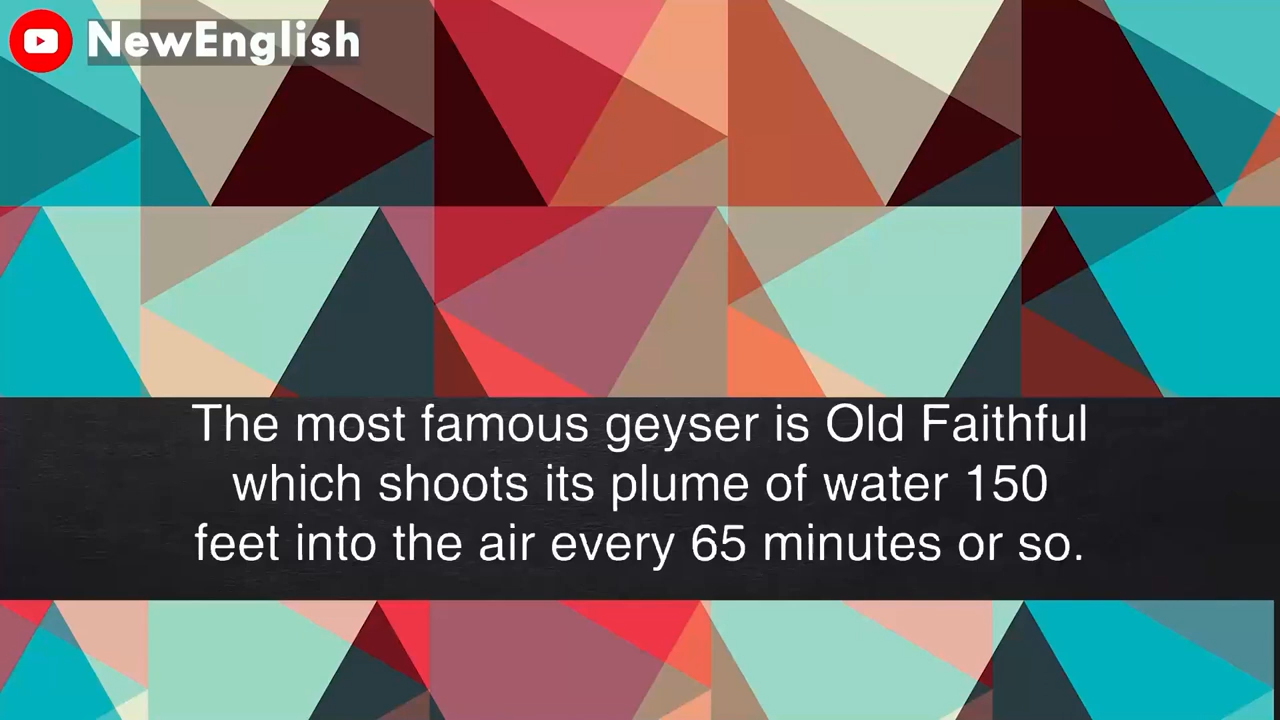 NewEnglish
The most famous geyser is Old Faithful
which shoots its plume of water 150
feet into the air every 65 minutes or so.